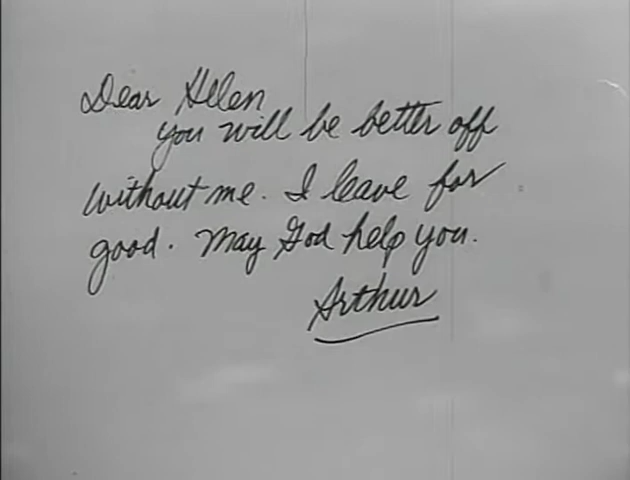 Dear Helen
you will be better off
without me. I leave for
good. May God help you.
Arthur